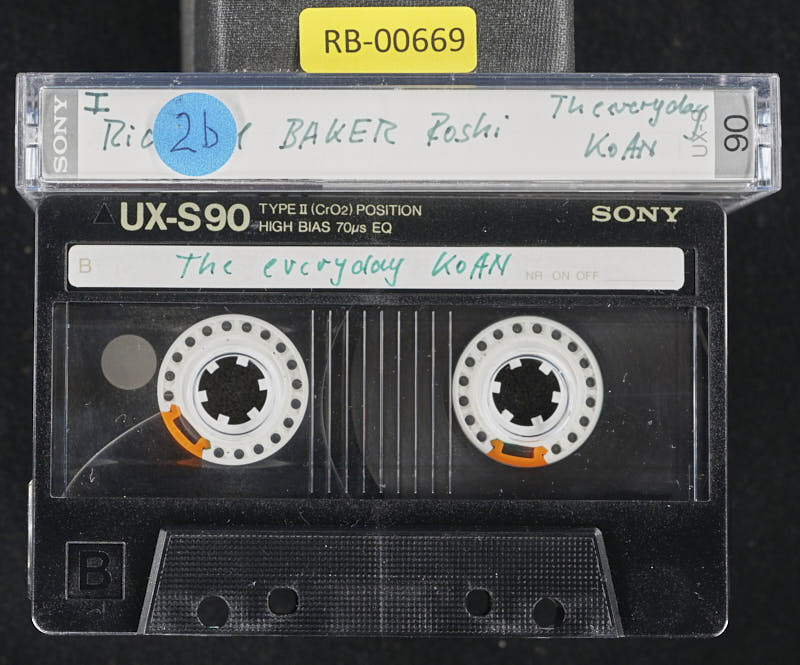 RB-00669
SONY
I
2b
BAKER Roshi
The everyday
KOAN
UX-S
90
UX-S90
TYPE II (CrO2) POSITION
HIGH BIAS 70µs EQ
SONY
B
The everyday KOAN
NR ON OFF
B